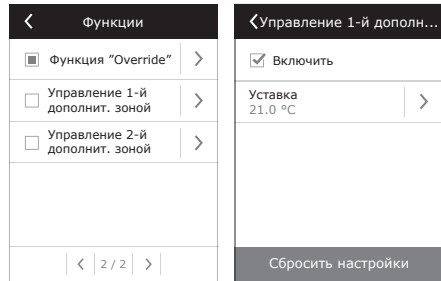 Функции
Функция "Override"
Управление 1-й
дополнит. зоной
Управление 2-й
дополнит. зоной
2 / 2
Управление 1-й дополн...
Включить
Уставка
21.0 °C
Сбросить настройки